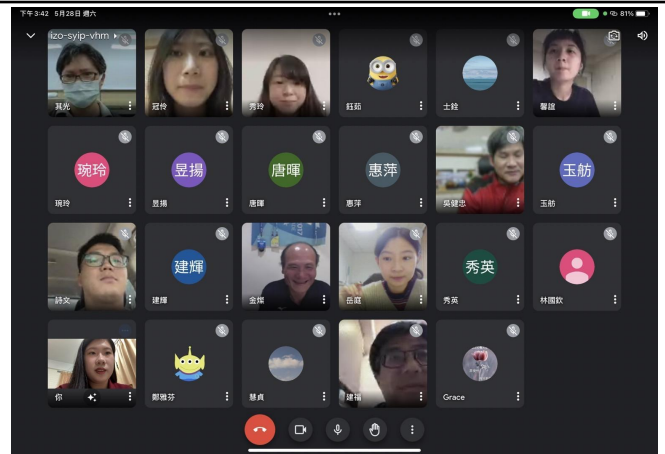 下午3:42 5月28日 週六
81%
izo-syip-vhm
其光
冠伶
秀玲
鈺茹
士銓
馨誼
琬玲
昱揚
唐暉
惠萍
玉舫
琬玲
昱揚
唐暉
惠萍
吳健忠
玉舫
建輝
秀英
詩文
建輝
金燦
岳庭
秀英
林國欽
你
鄭雅芬
慧貞
建福
Grace